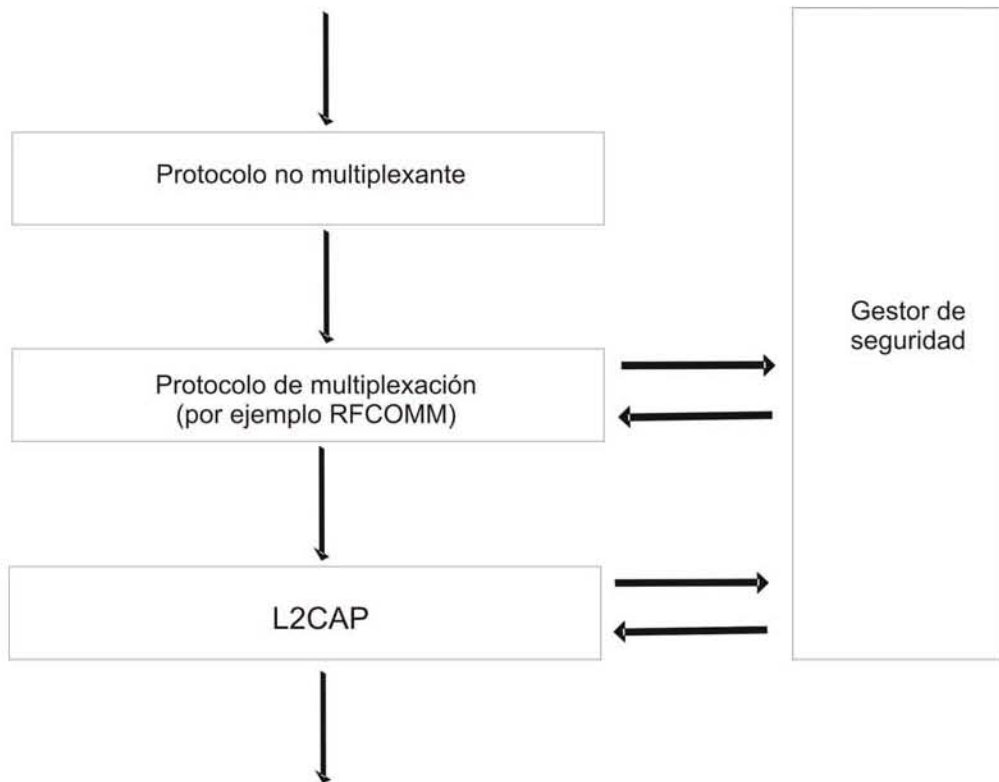 Protocolo no multiplexante
Gestor de
seguridad
Protocolo de multiplexación
(por ejemplo RFCOMM)
L2CAP